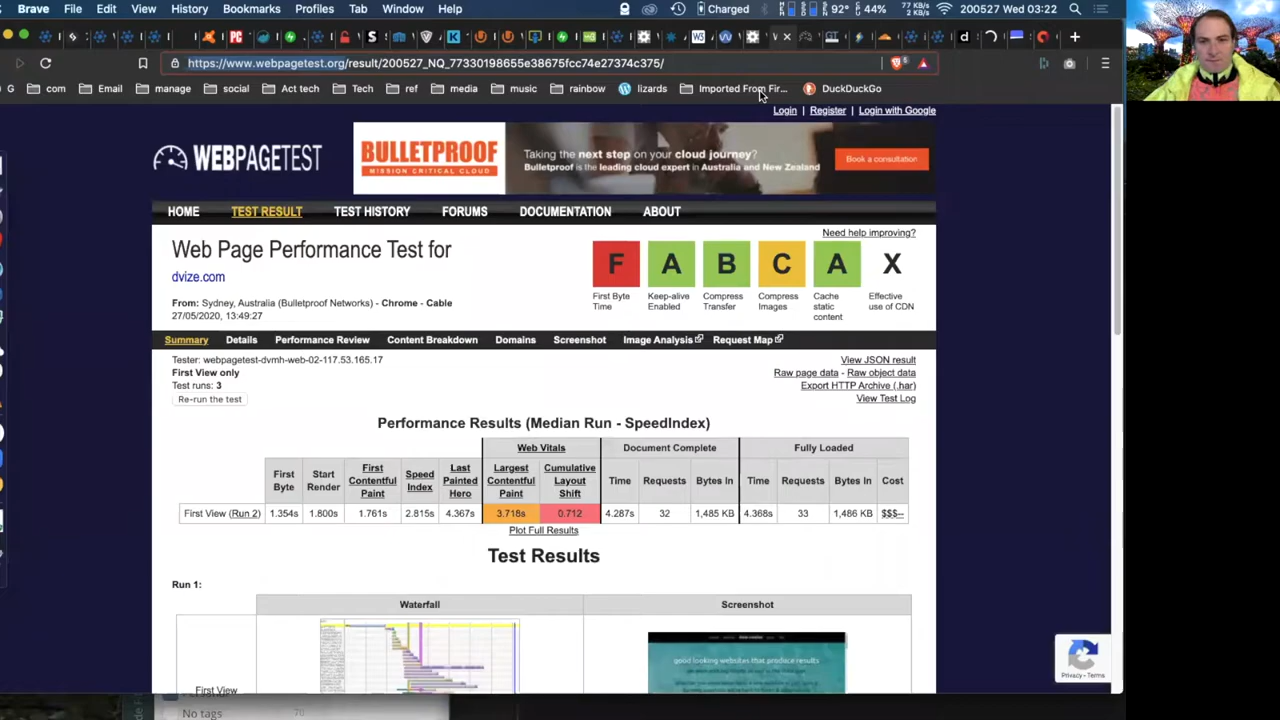 Brave File Edit View History Bookmarks Profiles Tab Window Help Charged 92° 44% 77 KB 2 KB/s 200527 Wed 03:22
https://www.webpagetest.org/result/200527_NQ_77330198655e38675fcc74e27374c375/ 6
G com Email manage social Act tech Tech ref media music rainbow lizards Imported From Fir... DuckDuckGo
Login | Register | Login with Google
WEBPAGETEST
BULLETPROOF
MISSION CRITICAL CLOUD
Taking the next step on your cloud journey?
Bulletproof is the leading cloud expert in Australia and New Zealand
Book a consultation
HOME TEST RESULT TEST HISTORY FORUMS DOCUMENTATION ABOUT
Need help improving?
Web Page Performance Test for
dvize.com
From: Sydney, Australia (Bulletproof Networks) - Chrome - Cable
27/05/2020, 13:49:27
F A B C A X
First Byte Time
Keep-alive Enabled
Compress Transfer
Compress Images
Cache static content
Effective use of CDN
Summary Details Performance Review Content Breakdown Domains Screenshot Image Analysis Request Map
Tester: webpagetest-dvmh-web-02-117.53.165.17
First View only
Test runs: 3
Re-run the test
View JSON result
Raw page data - Raw object data
Export HTTP Archive (.har)
View Test Log
Performance Results (Median Run - SpeedIndex)
Web Vitals Document Complete Fully Loaded
First Byte Start Render First Contentful Paint Speed Index Last Painted Hero Largest Contentful Paint Cumulative Layout Shift Time Requests Bytes In Time Requests Bytes In Cost
First View (Run 2) 1.354s 1.800s 1.761s 2.815s 4.367s 3.718s 0.712 4.287s 32 1,485 KB 4.368s 33 1,486 KB $$$--
Plot Full Results
Test Results
Run 1:
Waterfall Screenshot
good looking websites that produce results
First View
Privacy - Terms
No tags 70